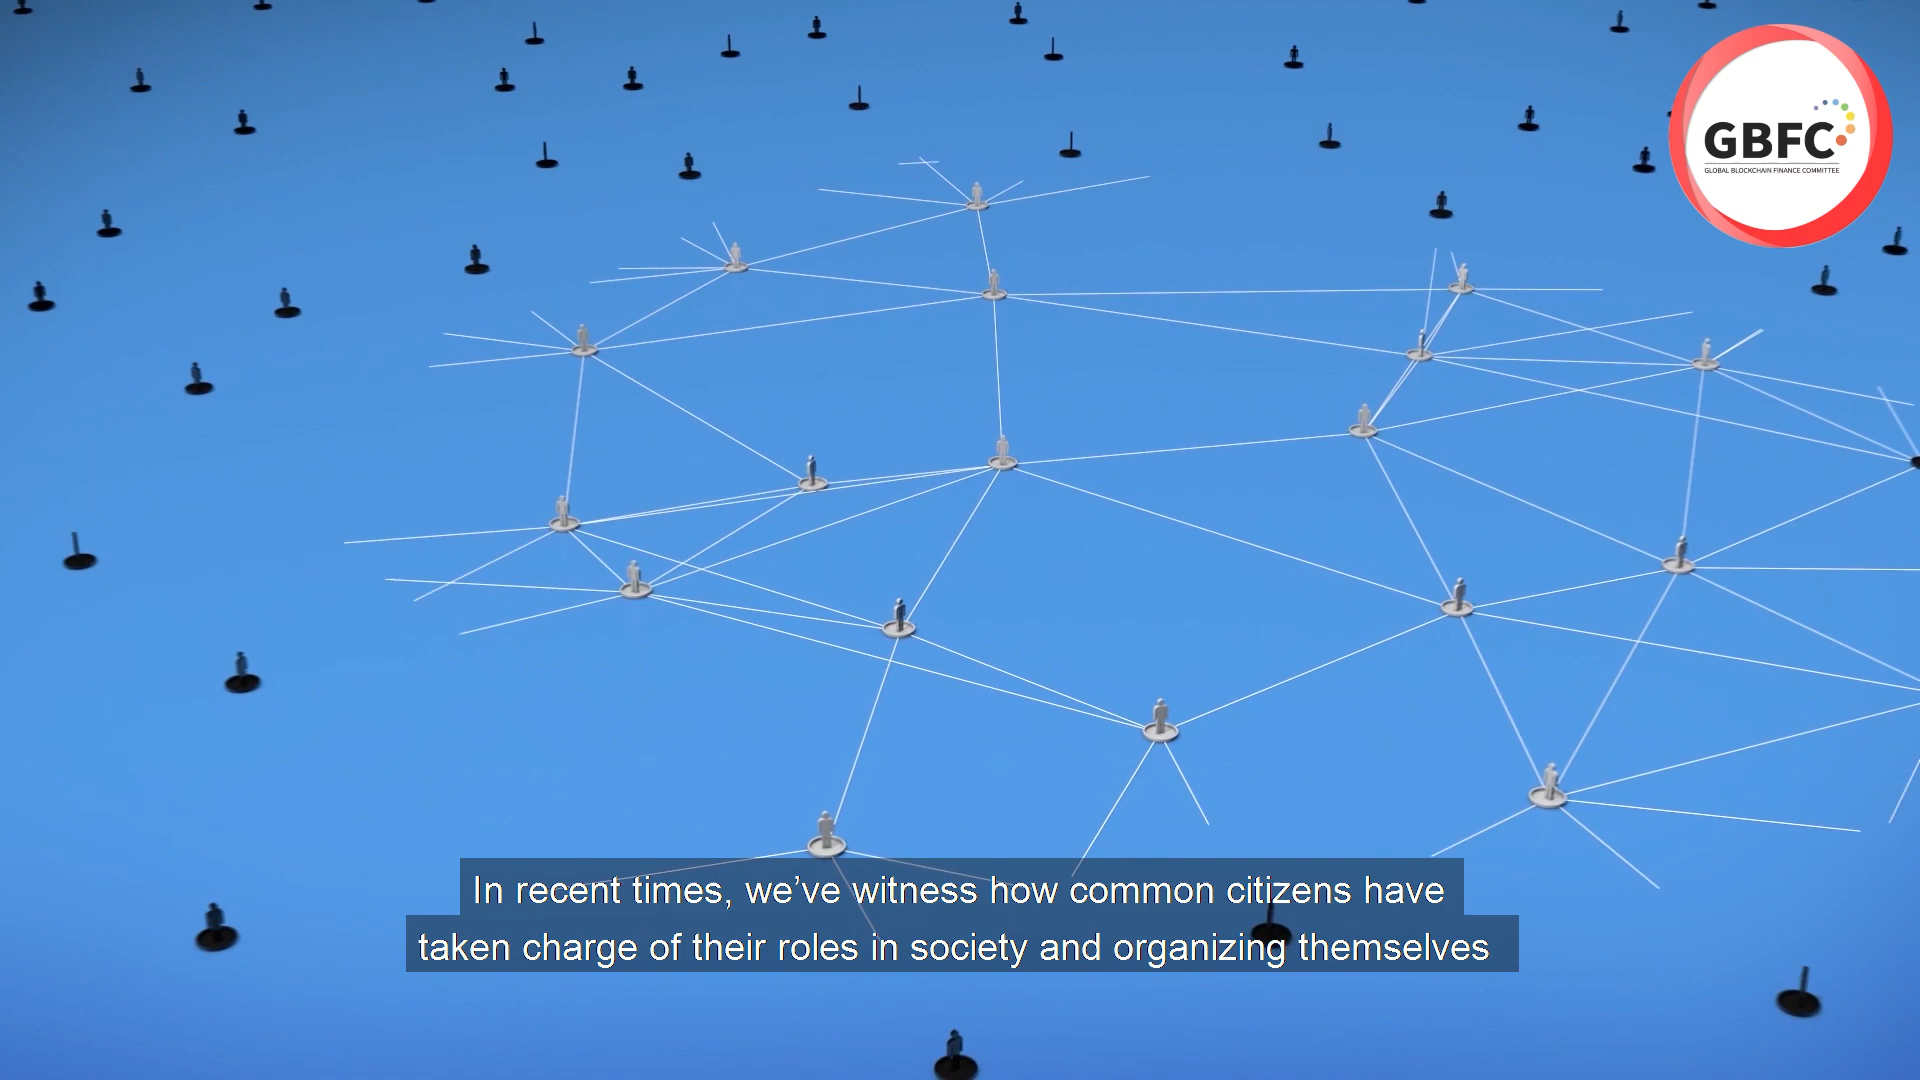 GBFC
GLOBAL BLOCKCHAIN FINANCE COMMITTEE
In recent times, we’ve witness how common citizens have
taken charge of their roles in society and organizing themselves